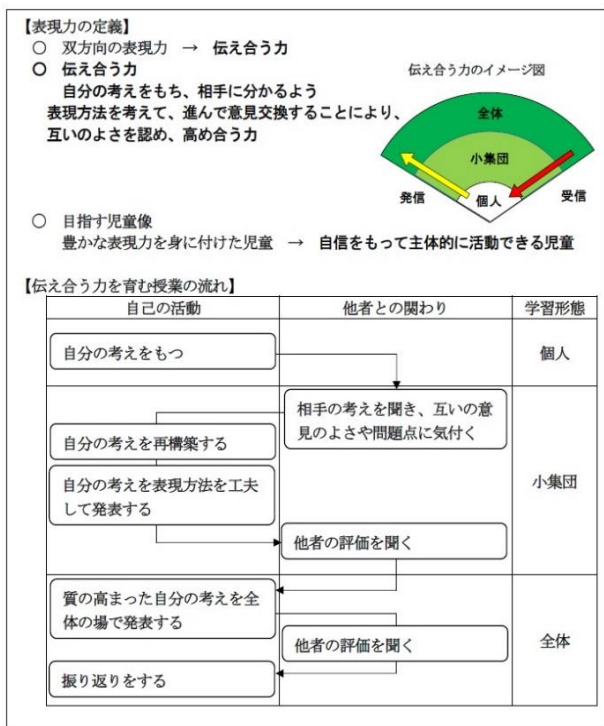 【表現力の定義】
○ 双方向の表現力 → 伝え合う力
○ 伝え合う力
自分の考えをもち、相手に分かるよう
表現方法を考えて、進んで意見交換することにより、
互いのよさを認め、高め合う力
伝え合う力のイメージ図
全体
小集団
個人
発信
受信
○ 目指す児童像
豊かな表現力を身に付けた児童 → 自信をもって主体的に活動できる児童
【伝え合う力を育む授業の流れ】
自己の活動 他者との関わり 学習形態
自分の考えをもつ
個人
相手の考えを聞き、互いの意
見のよさや問題点に気付く
自分の考えを再構築する
自分の考えを表現方法を工夫
して発表する
小集団
他者の評価を聞く
質の高まった自分の考えを全
体の場で発表する
他者の評価を聞く
全体
振り返りをする